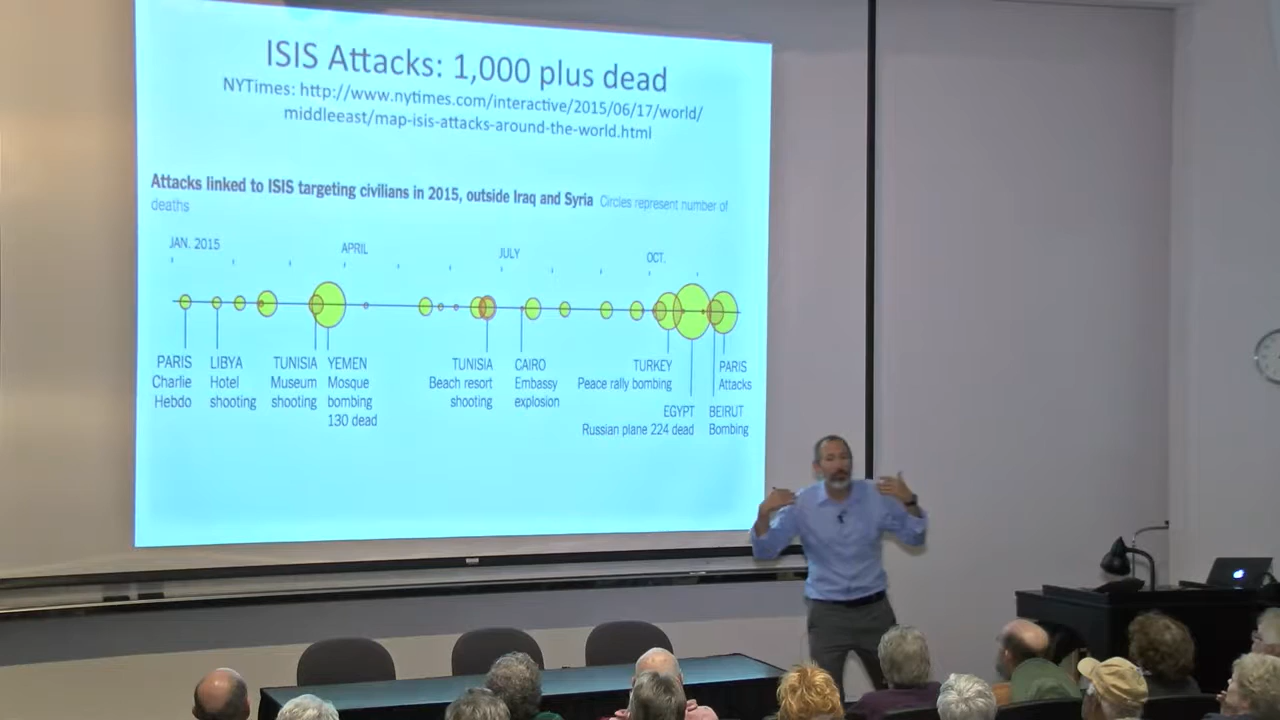 ISIS Attacks: 1,000 plus dead
NYTimes: http://www.nytimes.com/interactive/2015/06/17/world/
middleeast/map-isis-attacks-around-the-world.html
Attacks linked to ISIS targeting civilians in 2015, outside Iraq and Syria Circles represent number of
deaths
JAN. 2015
APRIL
JULY
OCT.
PARIS
Charlie
Hebdo
LIBYA
Hotel
shooting
TUNISIA
Museum
shooting
YEMEN
Mosque
bombing
130 dead
TUNISIA
Beach resort
shooting
CAIRO
Embassy
explosion
TURKEY
Peace rally bombing
EGYPT
Russian plane 224 dead
BEIRUT
Bombing
PARIS
Attacks